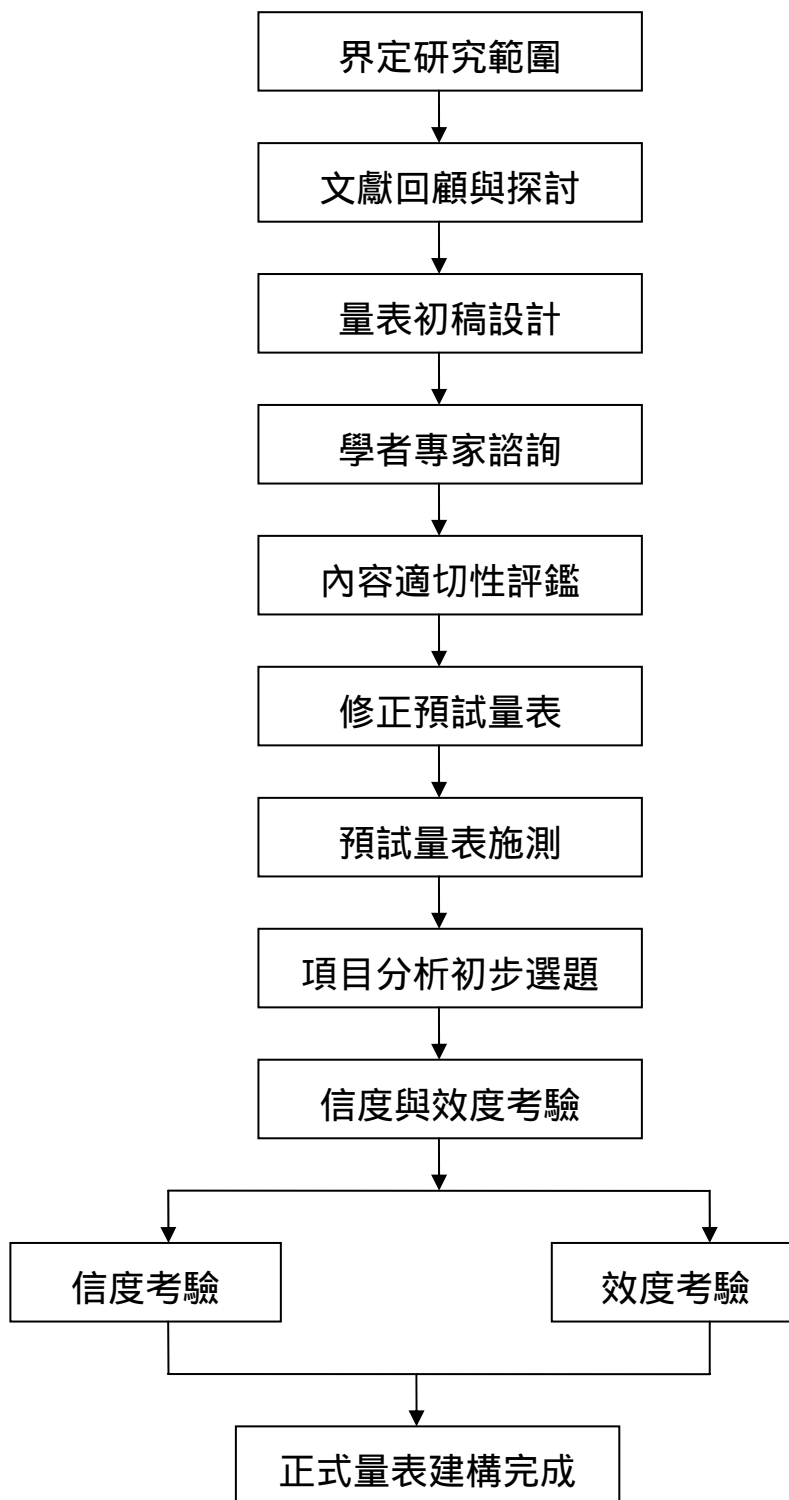 界定研究範圍
文獻回顧與探討
量表初稿設計
學者專家諮詢
內容適切性評鑑
修正預試量表
預試量表施測
項目分析初步選題
信度與效度考驗
信度考驗
效度考驗
正式量表建構完成